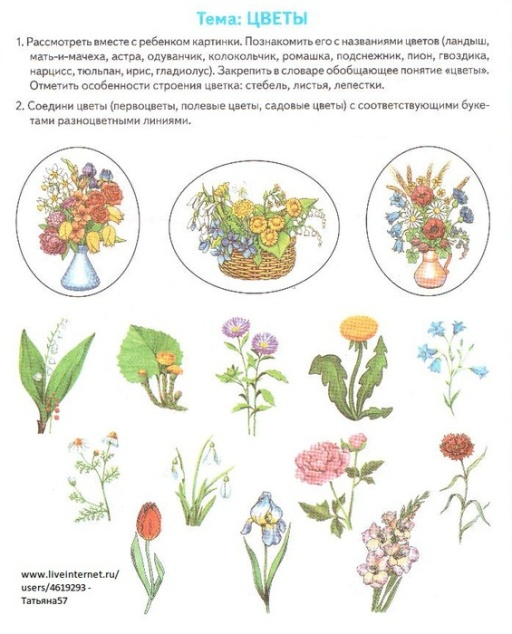 Тема: ЦВЕТЫ
1. Рассмотреть вместе с ребенком картинки. Познакомить его с названиями цветов (ландыш,
мать-и-мачеха, астра, одуванчик, колокольчик, ромашка, подснежник, пион, гвоздика,
нарцисс, тюльпан, ирис, гладиолус). Закрепить в словаре обобщающее понятие «цветы».
Отметить особенности строения цветка: стебель, листья, лепестки.
2. Соедини цветы (первоцветы, полевые цветы, садовые цветы) с соответствующими буке-
тами разноцветными линиями.
www.liveinternet.ru/
users/4619293 -
Татьяна57